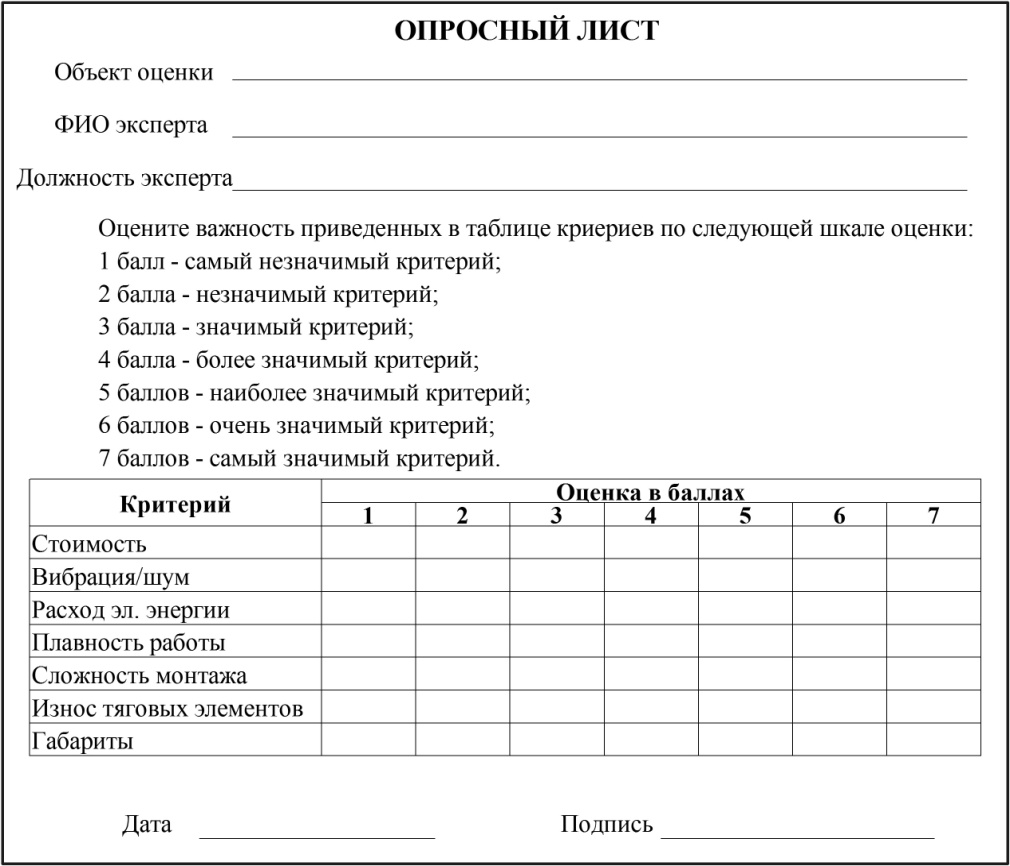 ОПРОСНЫЙ ЛИСТ
Объект оценки
ФИО эксперта
Должность эксперта
Оцените важность приведенных в таблице криериев по следующей шкале оценки:
1 балл - самый незначимый критерий;
2 балла - незначимый критерий;
3 балла - значимый критерий;
4 балла - более значимый критерий;
5 баллов - наиболее значимый критерий;
6 баллов - очень значимый критерий;
7 баллов - самый значимый критерий.
Критерий Оценка в баллах
1 2 3 4 5 6 7
Стоимость
Вибрация/шум
Расход эл. энергии
Плавность работы
Сложность монтажа
Износ тяговых элементов
Габариты
Дата Подпись